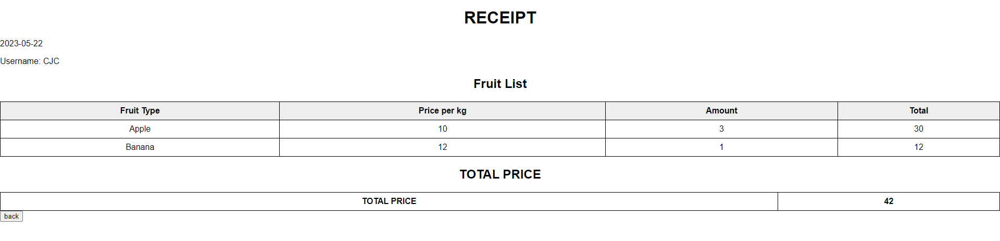 RECEIPT
2023-05-22
Username: CJC
Fruit List
Fruit Type Price per kg Amount Total
Apple 10 3 30
Banana 12 1 12
TOTAL PRICE
TOTAL PRICE 42
back